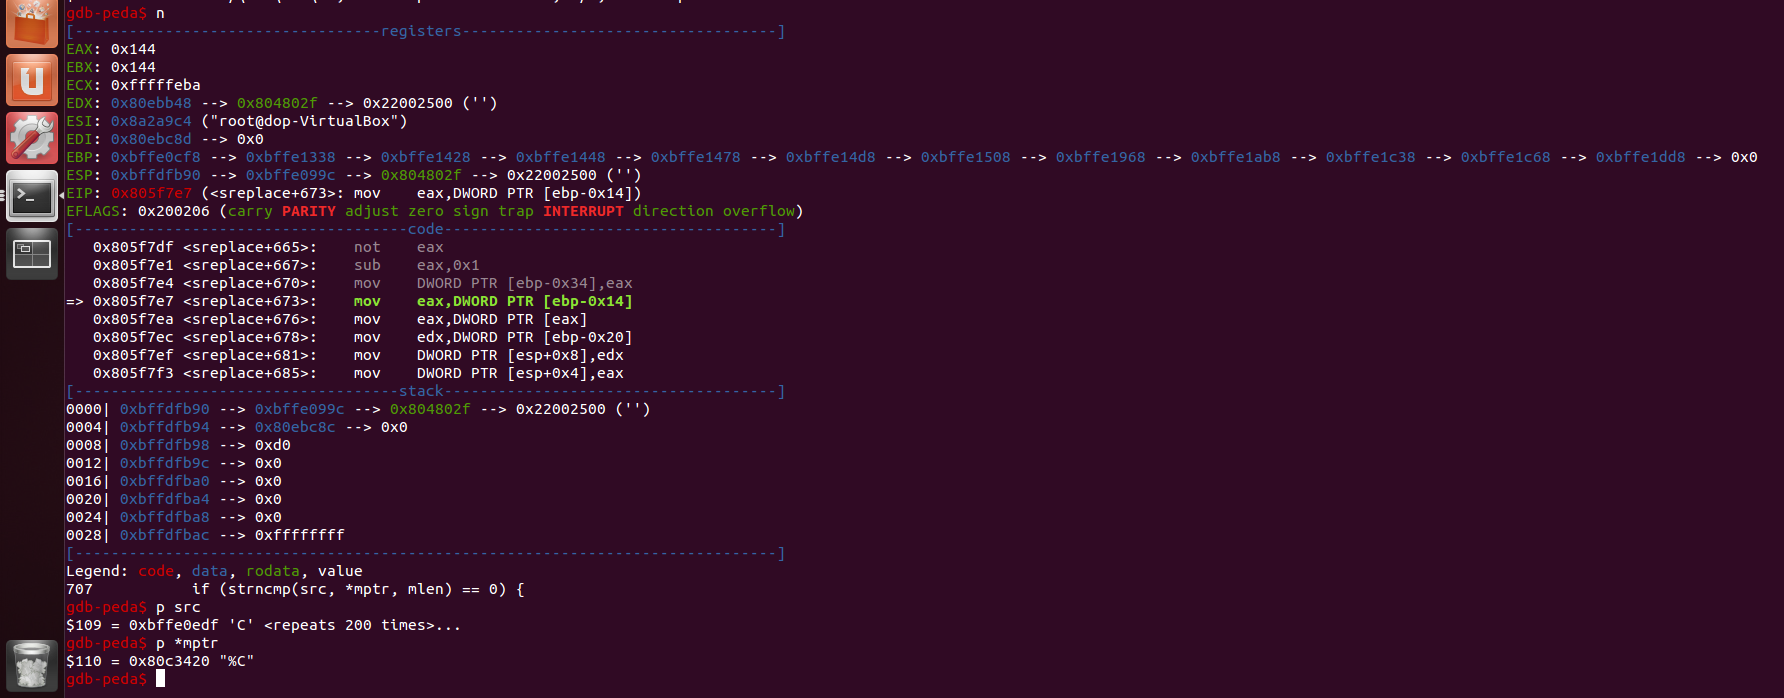 gdb-peda$ n
[----------------------------------registers-----------------------------------]
EAX: 0x144
EBX: 0x144
ECX: 0xfffffeba
EDX: 0x80ebb48 --> 0x804802f --> 0x22002500 ('')
ESI: 0x8a2a9c4 ("root@dop-VirtualBox")
EDI: 0x80ebc8d --> 0x0
EBP: 0xbffe0cf8 --> 0xbffe1338 --> 0xbffe1428 --> 0xbffe1448 --> 0xbffe1478 --> 0xbffe14d8 --> 0xbffe1508 --> 0xbffe1968 --> 0xbffe1ab8 --> 0xbffe1c38 --> 0xbffe1c68 --> 0xbffe1dd8 --> 0x0
ESP: 0xbffdfb90 --> 0xbffe099c --> 0x804802f --> 0x22002500 ('')
EIP: 0x805f7e7 (<sreplace+673>: mov    eax,DWORD PTR [ebp-0x14])
EFLAGS: 0x200206 (carry PARITY adjust zero sign trap INTERRUPT direction overflow)
[-------------------------------------code-------------------------------------]
   0x805f7df <sreplace+665>:    not    eax
   0x805f7e1 <sreplace+667>:    sub    eax,0x1
   0x805f7e4 <sreplace+670>:    mov    DWORD PTR [ebp-0x34],eax
=> 0x805f7e7 <sreplace+673>:    mov    eax,DWORD PTR [ebp-0x14]
   0x805f7ea <sreplace+676>:    mov    eax,DWORD PTR [eax]
   0x805f7ec <sreplace+678>:    mov    edx,DWORD PTR [ebp-0x20]
   0x805f7ef <sreplace+681>:    mov    DWORD PTR [esp+0x8],edx
   0x805f7f3 <sreplace+685>:    mov    DWORD PTR [esp+0x4],eax
[------------------------------------stack-------------------------------------]
0000| 0xbffdfb90 --> 0xbffe099c --> 0x804802f --> 0x22002500 ('')
0004| 0xbffdfb94 --> 0x80ebc8c --> 0x0
0008| 0xbffdfb98 --> 0xd0
0012| 0xbffdfb9c --> 0x0
0016| 0xbffdfba0 --> 0x0
0020| 0xbffdfba4 --> 0x0
0024| 0xbffdfba8 --> 0x0
0028| 0xbffdfbac --> 0xffffffff
[------------------------------------------------------------------------------]
Legend: code, data, rodata, value
707           if (strncmp(src, *mptr, mlen) == 0) {
gdb-peda$ p src
$109 = 0xbffe0edf 'C' <repeats 200 times>...
gdb-peda$ p *mptr
$110 = 0x80c3420 "%C"
gdb-peda$